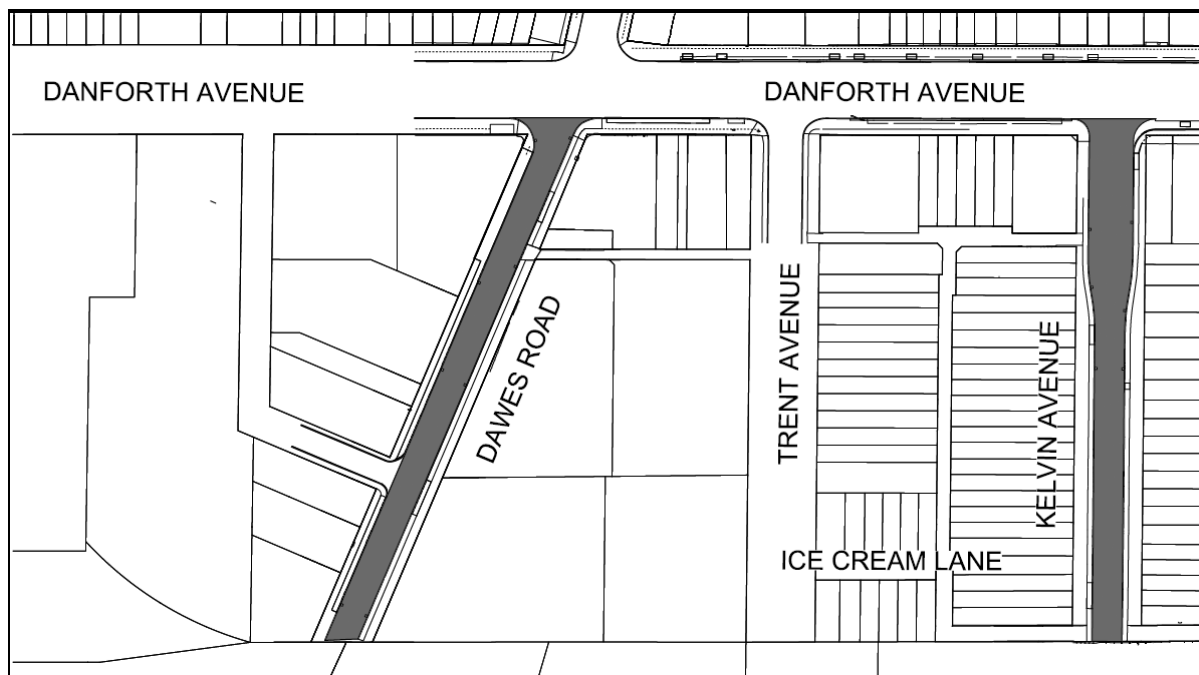 DANFORTH AVENUE
DANFORTH AVENUE
DAWES ROAD
TRENT AVENUE
KELVIN AVENUE
ICE CREAM LANE